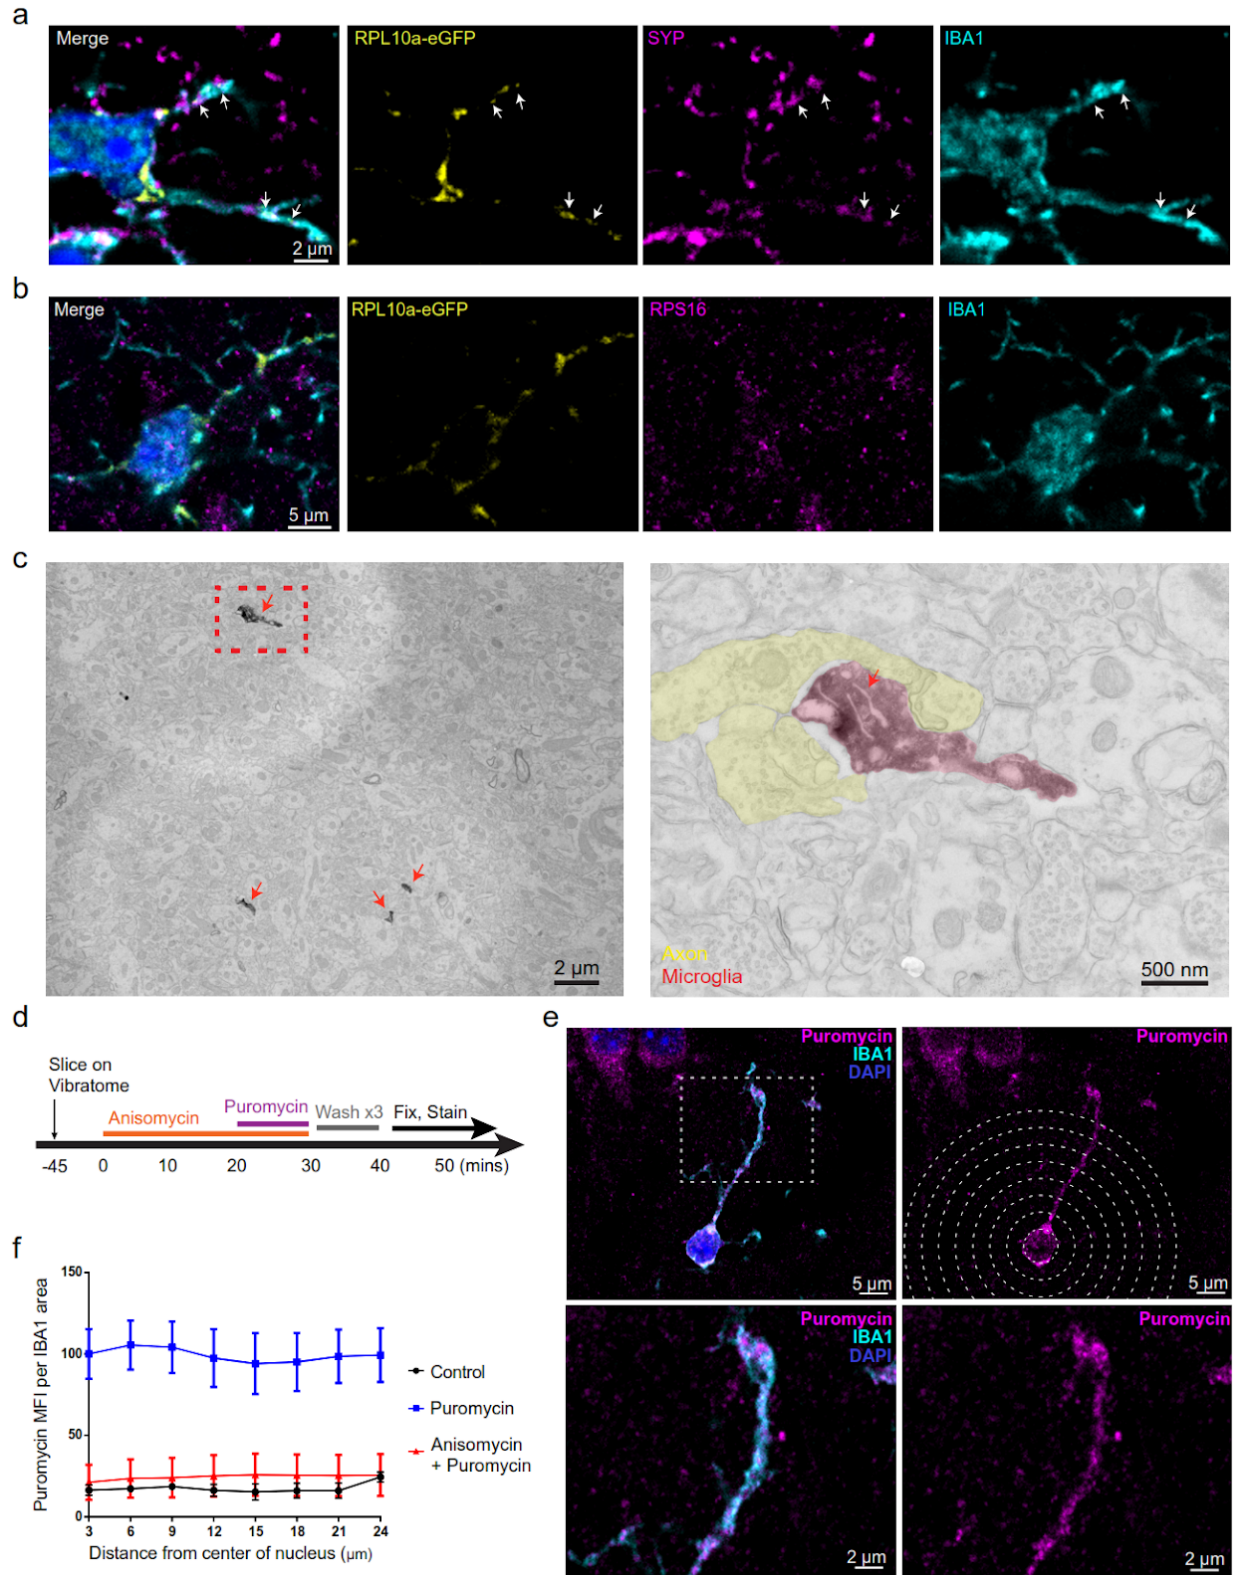 a
Merge
RPL10a-eGFP
SYP
IBA1
2 µm
b
Merge
RPL10a-eGFP
RPS16
IBA1
5 µm
c
2 µm
Axon
Microglia
500 nm
d
Slice on
Vibratome
Anisomycin
Puromycin
Wash x3
Fix, Stain
-45 0 10 20 30 40 50 (mins)
e
Puromycin
IBA1
DAPI
5 µm
Puromycin
5 µm
Puromycin
IBA1
DAPI
2 µm
Puromycin
2 µm
f
Puromycin MFI per IBA1 area
150
100
50
0
3 6 9 12 15 18 21 24
Distance from center of nucleus (µm)
Control
Puromycin
Anisomycin
+ Puromycin